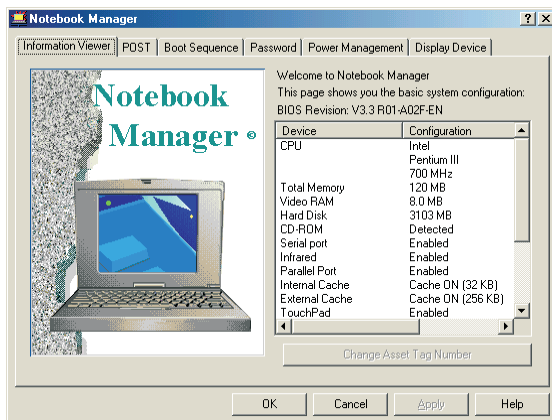 Notebook Manager
Information Viewer POST Boot Sequence Password Power Management Display Device
Notebook
Manager ®
Welcome to Notebook Manager
This page shows you the basic system configuration:
BIOS Revision: V3.3 R01-A02F-EN
Device Configuration
CPU Intel
Pentium III
700 MHz
Total Memory 120 MB
Video RAM 8.0 MB
Hard Disk 3103 MB
CD-ROM Detected
Serial port Enabled
Infrared Enabled
Parallel Port Enabled
Internal Cache Cache ON (32 KB)
External Cache Cache ON (256 KB)
TouchPad Enabled
Change Asset Tag Number
OK Cancel Apply Help